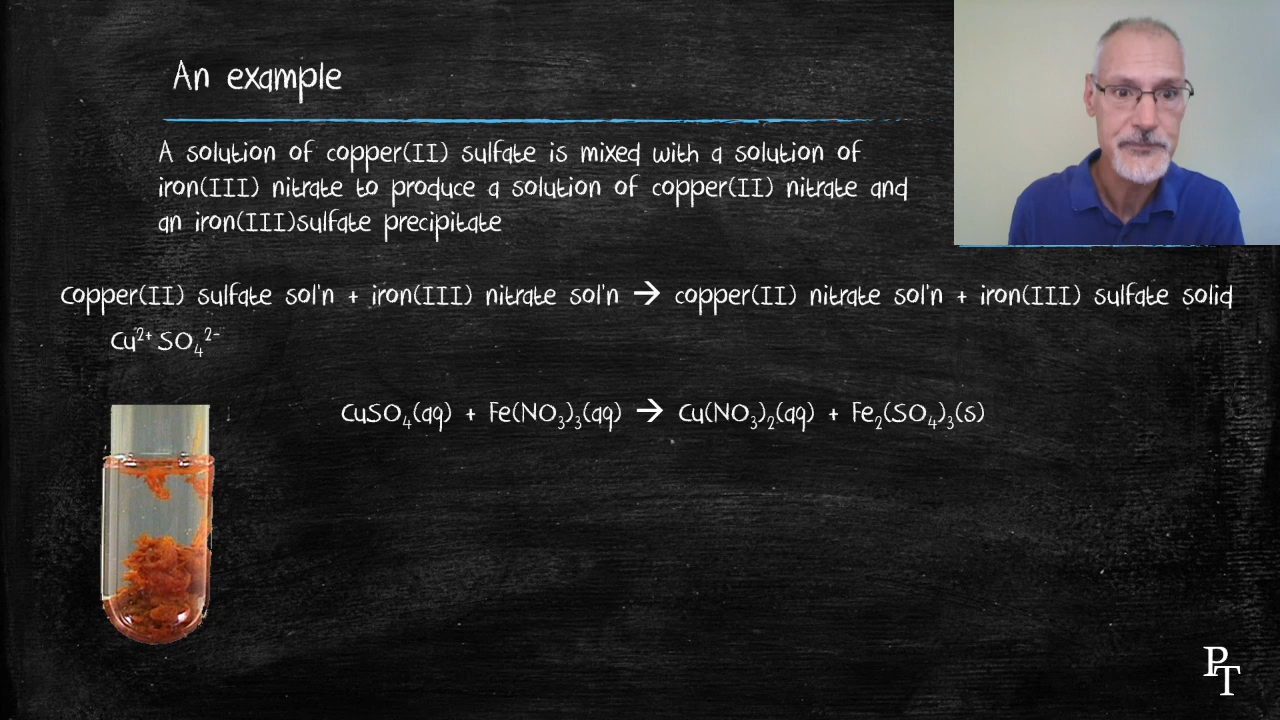 An example
A solution of copper(II) sulfate is mixed with a solution of
iron(III) nitrate to produce a solution of copper(II) nitrate and
an iron(III)sulfate precipitate
copper(II) sulfate sol'n + iron(III) nitrate sol'n → copper(II) nitrate sol'n + iron(III) sulfate solid
Cu²⁺ SO₄²⁻
CuSO₄(aq) + Fe(NO₃)₃(aq) → Cu(NO₃)₂(aq) + Fe₂(SO₄)₃(s)
PT